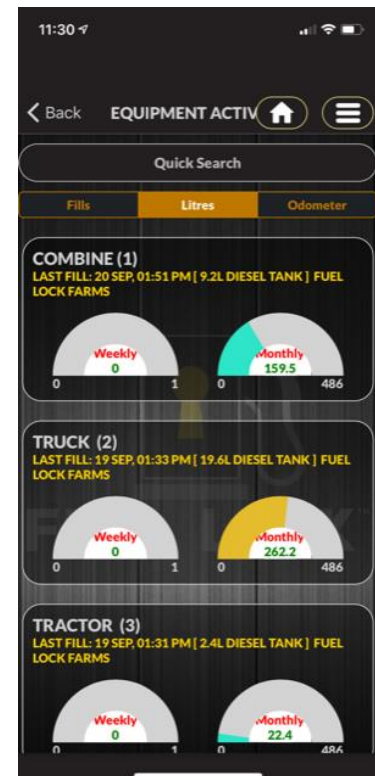 11:30
Back EQUIPMENT ACTIV
Quick Search
Fills Litres Odometer
COMBINE (1)
LAST FILL: 20 SEP, 01:51 PM [ 9.2L DIESEL TANK ] FUEL
LOCK FARMS
Weekly Monthly
0 159.5
0 1 0 486
TRUCK (2)
LAST FILL: 19 SEP, 01:33 PM [ 19.6L DIESEL TANK ] FUEL
LOCK FARMS
Weekly Monthly
0 262.2
0 1 0 486
TRACTOR (3)
LAST FILL: 19 SEP, 01:31 PM [ 2.4L DIESEL TANK ] FUEL
LOCK FARMS
Weekly Monthly
0 22.4
0 1 0 486